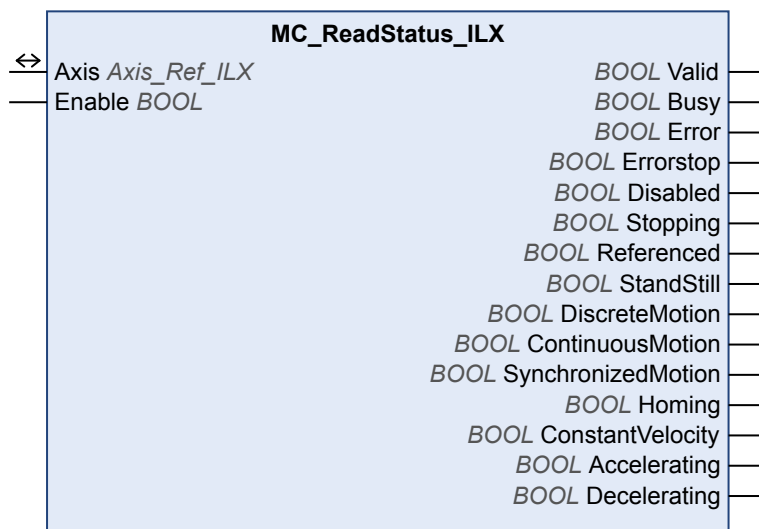 MC_ReadStatus_ILX
Axis Axis_Ref_ILX BOOL Valid
Enable BOOL BOOL Busy
BOOL Error
BOOL Errorstop
BOOL Disabled
BOOL Stopping
BOOL Referenced
BOOL StandStill
BOOL DiscreteMotion
BOOL ContinuousMotion
BOOL SynchronizedMotion
BOOL Homing
BOOL ConstantVelocity
BOOL Accelerating
BOOL Decelerating